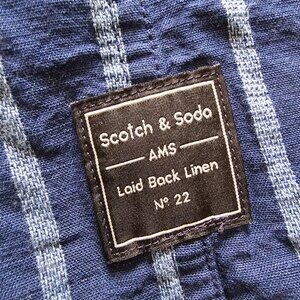 Scotch & Soda
AMS
Laid Back Linen
Nº 22